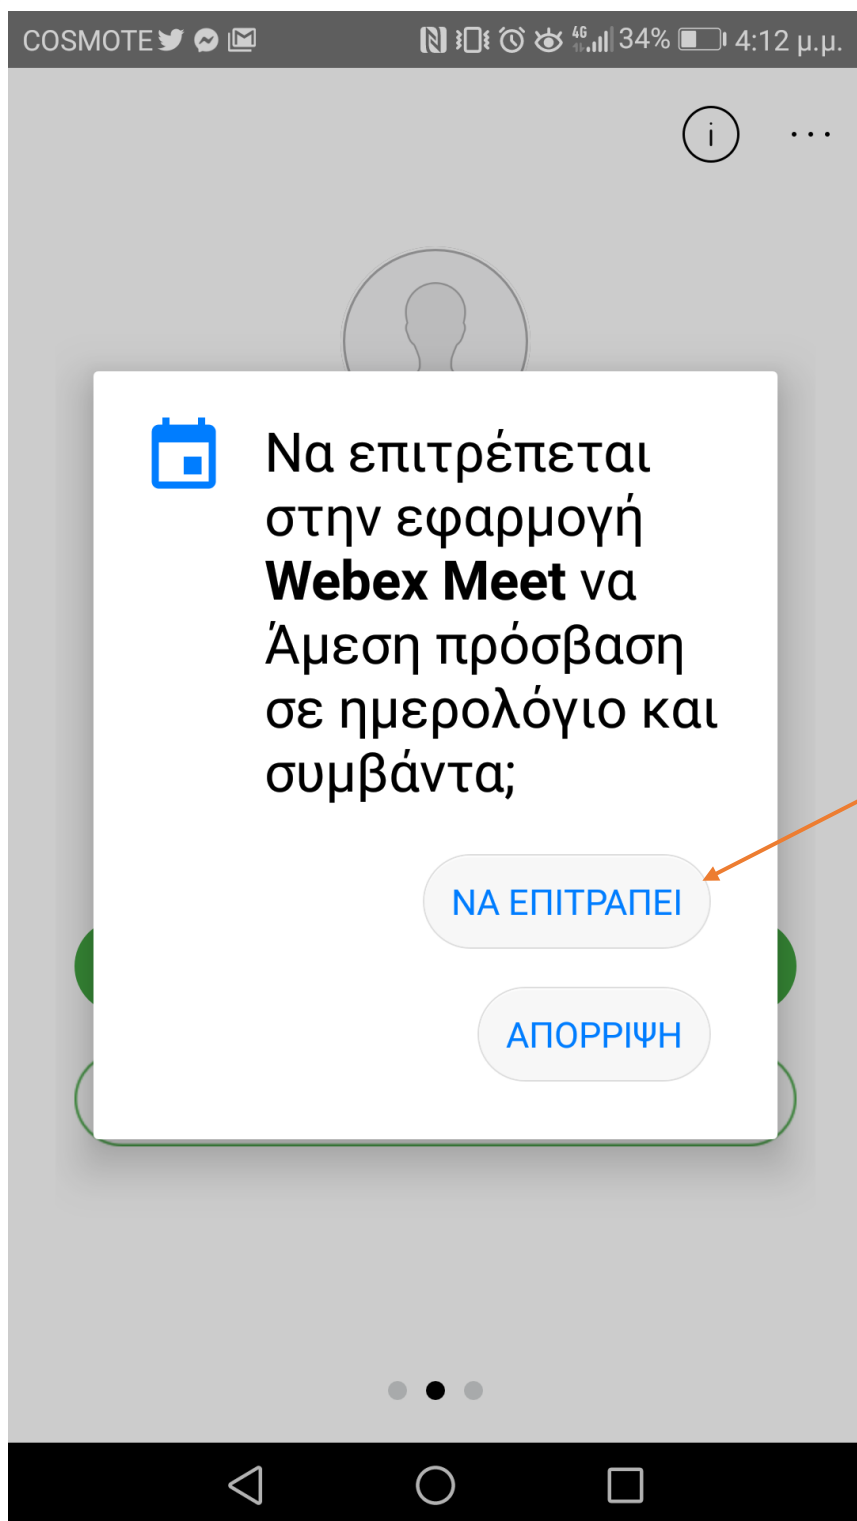 COSMOTE 4G 34% 4:12 μ.μ.
i ...
Να επιτρέπεται
στην εφαρμογή
Webex Meet να
Άμεση πρόσβαση
σε ημερολόγιο και
συμβάντα;
ΝΑ ΕΠΙΤΡΑΠΕΙ
ΑΠΟΡΡΙΨΗ